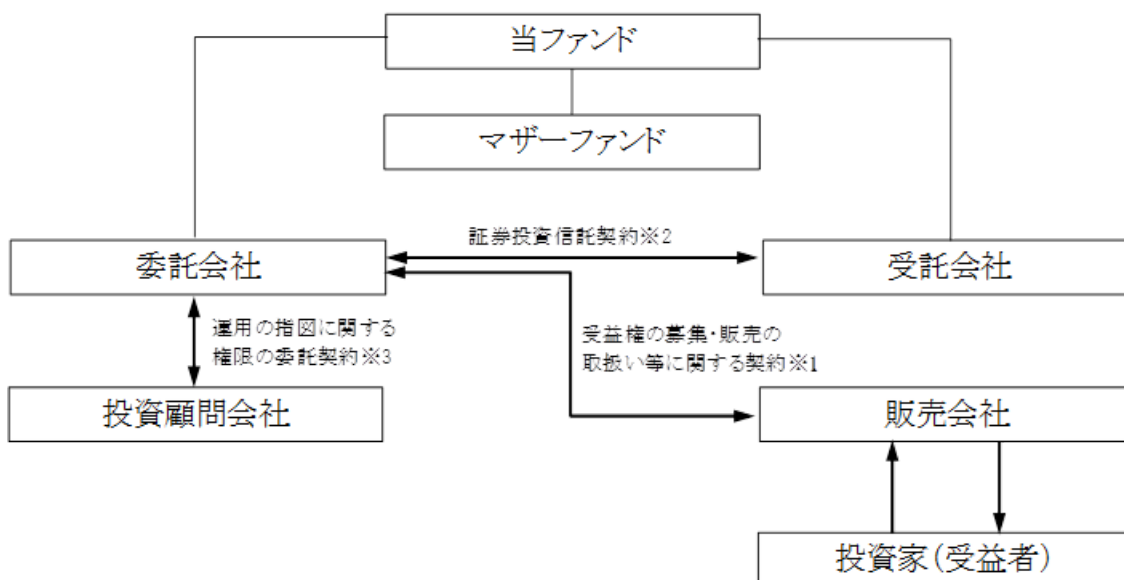 当ファンド
マザーファンド
証券投資信託契約※2
委託会社
受託会社
運用の指図に関する
権限の委託契約※3
受益権の募集・販売の
取扱い等に関する契約※1
投資顧問会社
販売会社
投資家(受益者)